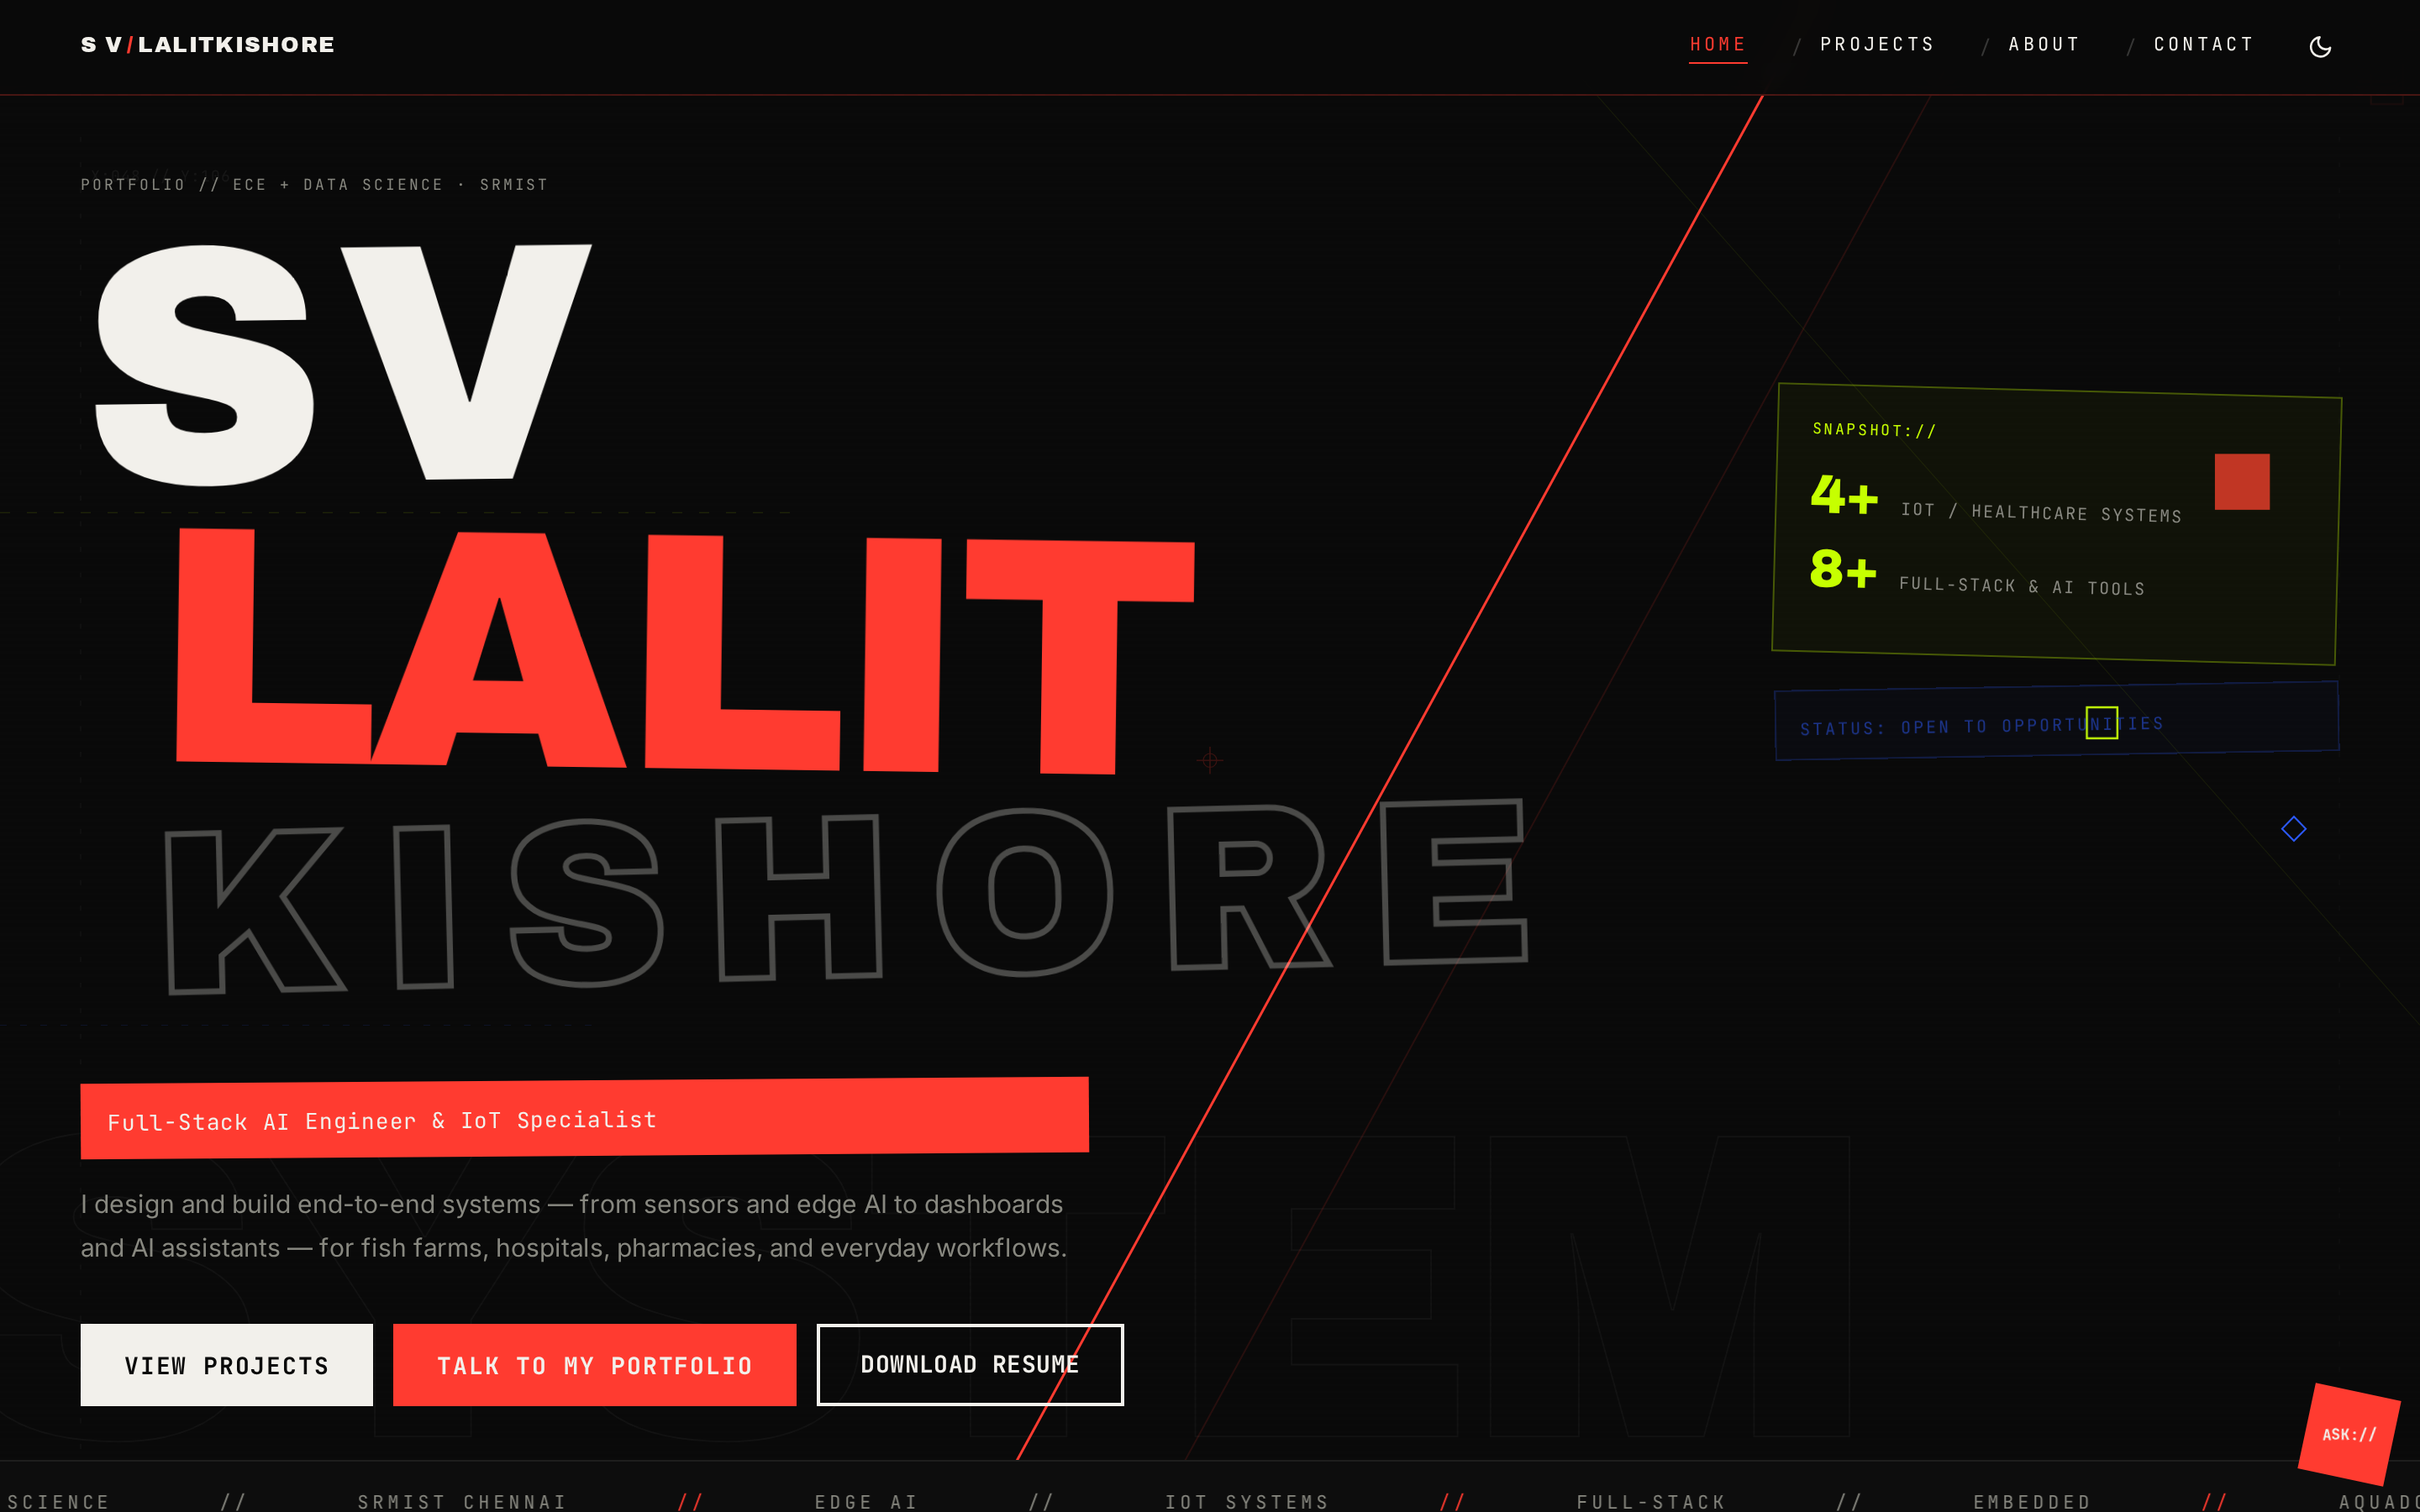 S V/LALITKISHORE
HOME / PROJECTS / ABOUT / CONTACT
PORTFOLIO // ECE + DATA SCIENCE · SRMIST
SV
LALIT
KISHORE
SNAPSHOT://
4+ IOT / HEALTHCARE SYSTEMS
8+ FULL-STACK & AI TOOLS
STATUS: OPEN TO OPPORTUNITIES
Full-Stack AI Engineer & IoT Specialist
I design and build end-to-end systems — from sensors and edge AI to dashboards
and AI assistants — for fish farms, hospitals, pharmacies, and everyday workflows.
SYSTEM
VIEW PROJECTS
TALK TO MY PORTFOLIO
DOWNLOAD RESUME
ASK://
SCIENCE // SRMIST CHENNAI // EDGE AI // IOT SYSTEMS // FULL-STACK // EMBEDDED //